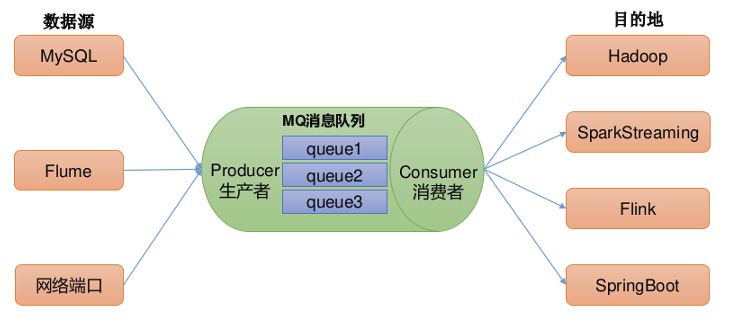 数据源
MySQL
Flume
网络端口
MQ消息队列
Producer
生产者
queue1
queue2
queue3
Consumer
消费者
目的地
Hadoop
SparkStreaming
Flink
SpringBoot